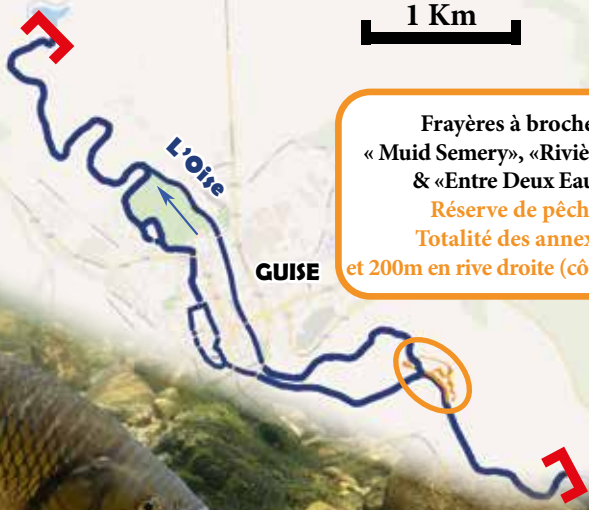 1 Km
Frayères à broche
« Muid Semery», «Riviè
& «Entre Deux Eau
Réserve de pêch
Totalité des annex
et 200m en rive droite (cô
L'Oise
GUISE